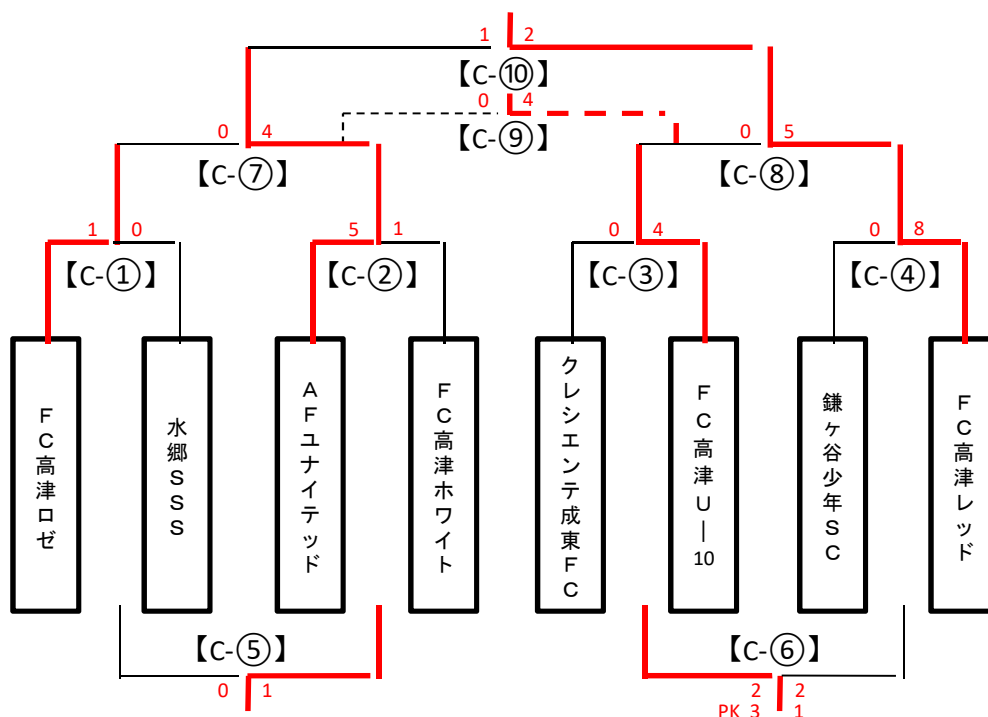 1 2
【C-⑩】
0 4
【C-⑨】
0 4
【C-⑦】
0 5
【C-⑧】
1 0
【C-①】
5 1
【C-②】
0 4
【C-③】
0 8
【C-④】
FC高津ロゼ
水郷SSS
AFユナイテッド
FC高津ホワイト
クレシエンテ成東FC
FC高津U|10
鎌ヶ谷少年SC
FC高津レッド
【C-⑤】
0 1
【C-⑥】
2 2
PK 3 1